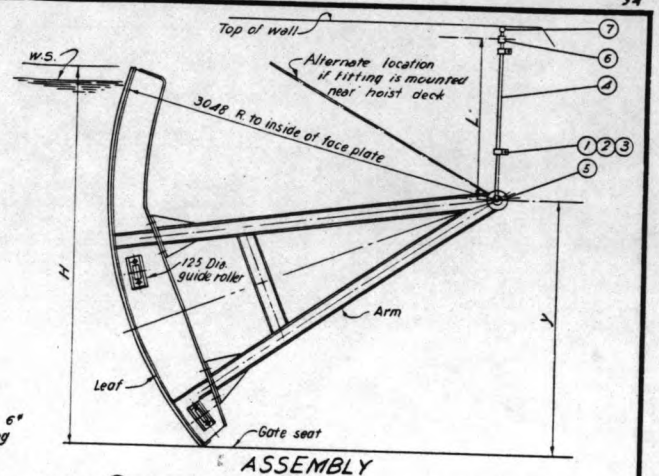 Top of wall
7
W.S.
6
Alternate location
if fitting is mounted
near hoist deck
4
L
3048 R. to inside of face plate
1 2 3
5
H
125 Dia.
guide roller
Arm
y
Leaf
6"
Gate seat
ASSEMBLY